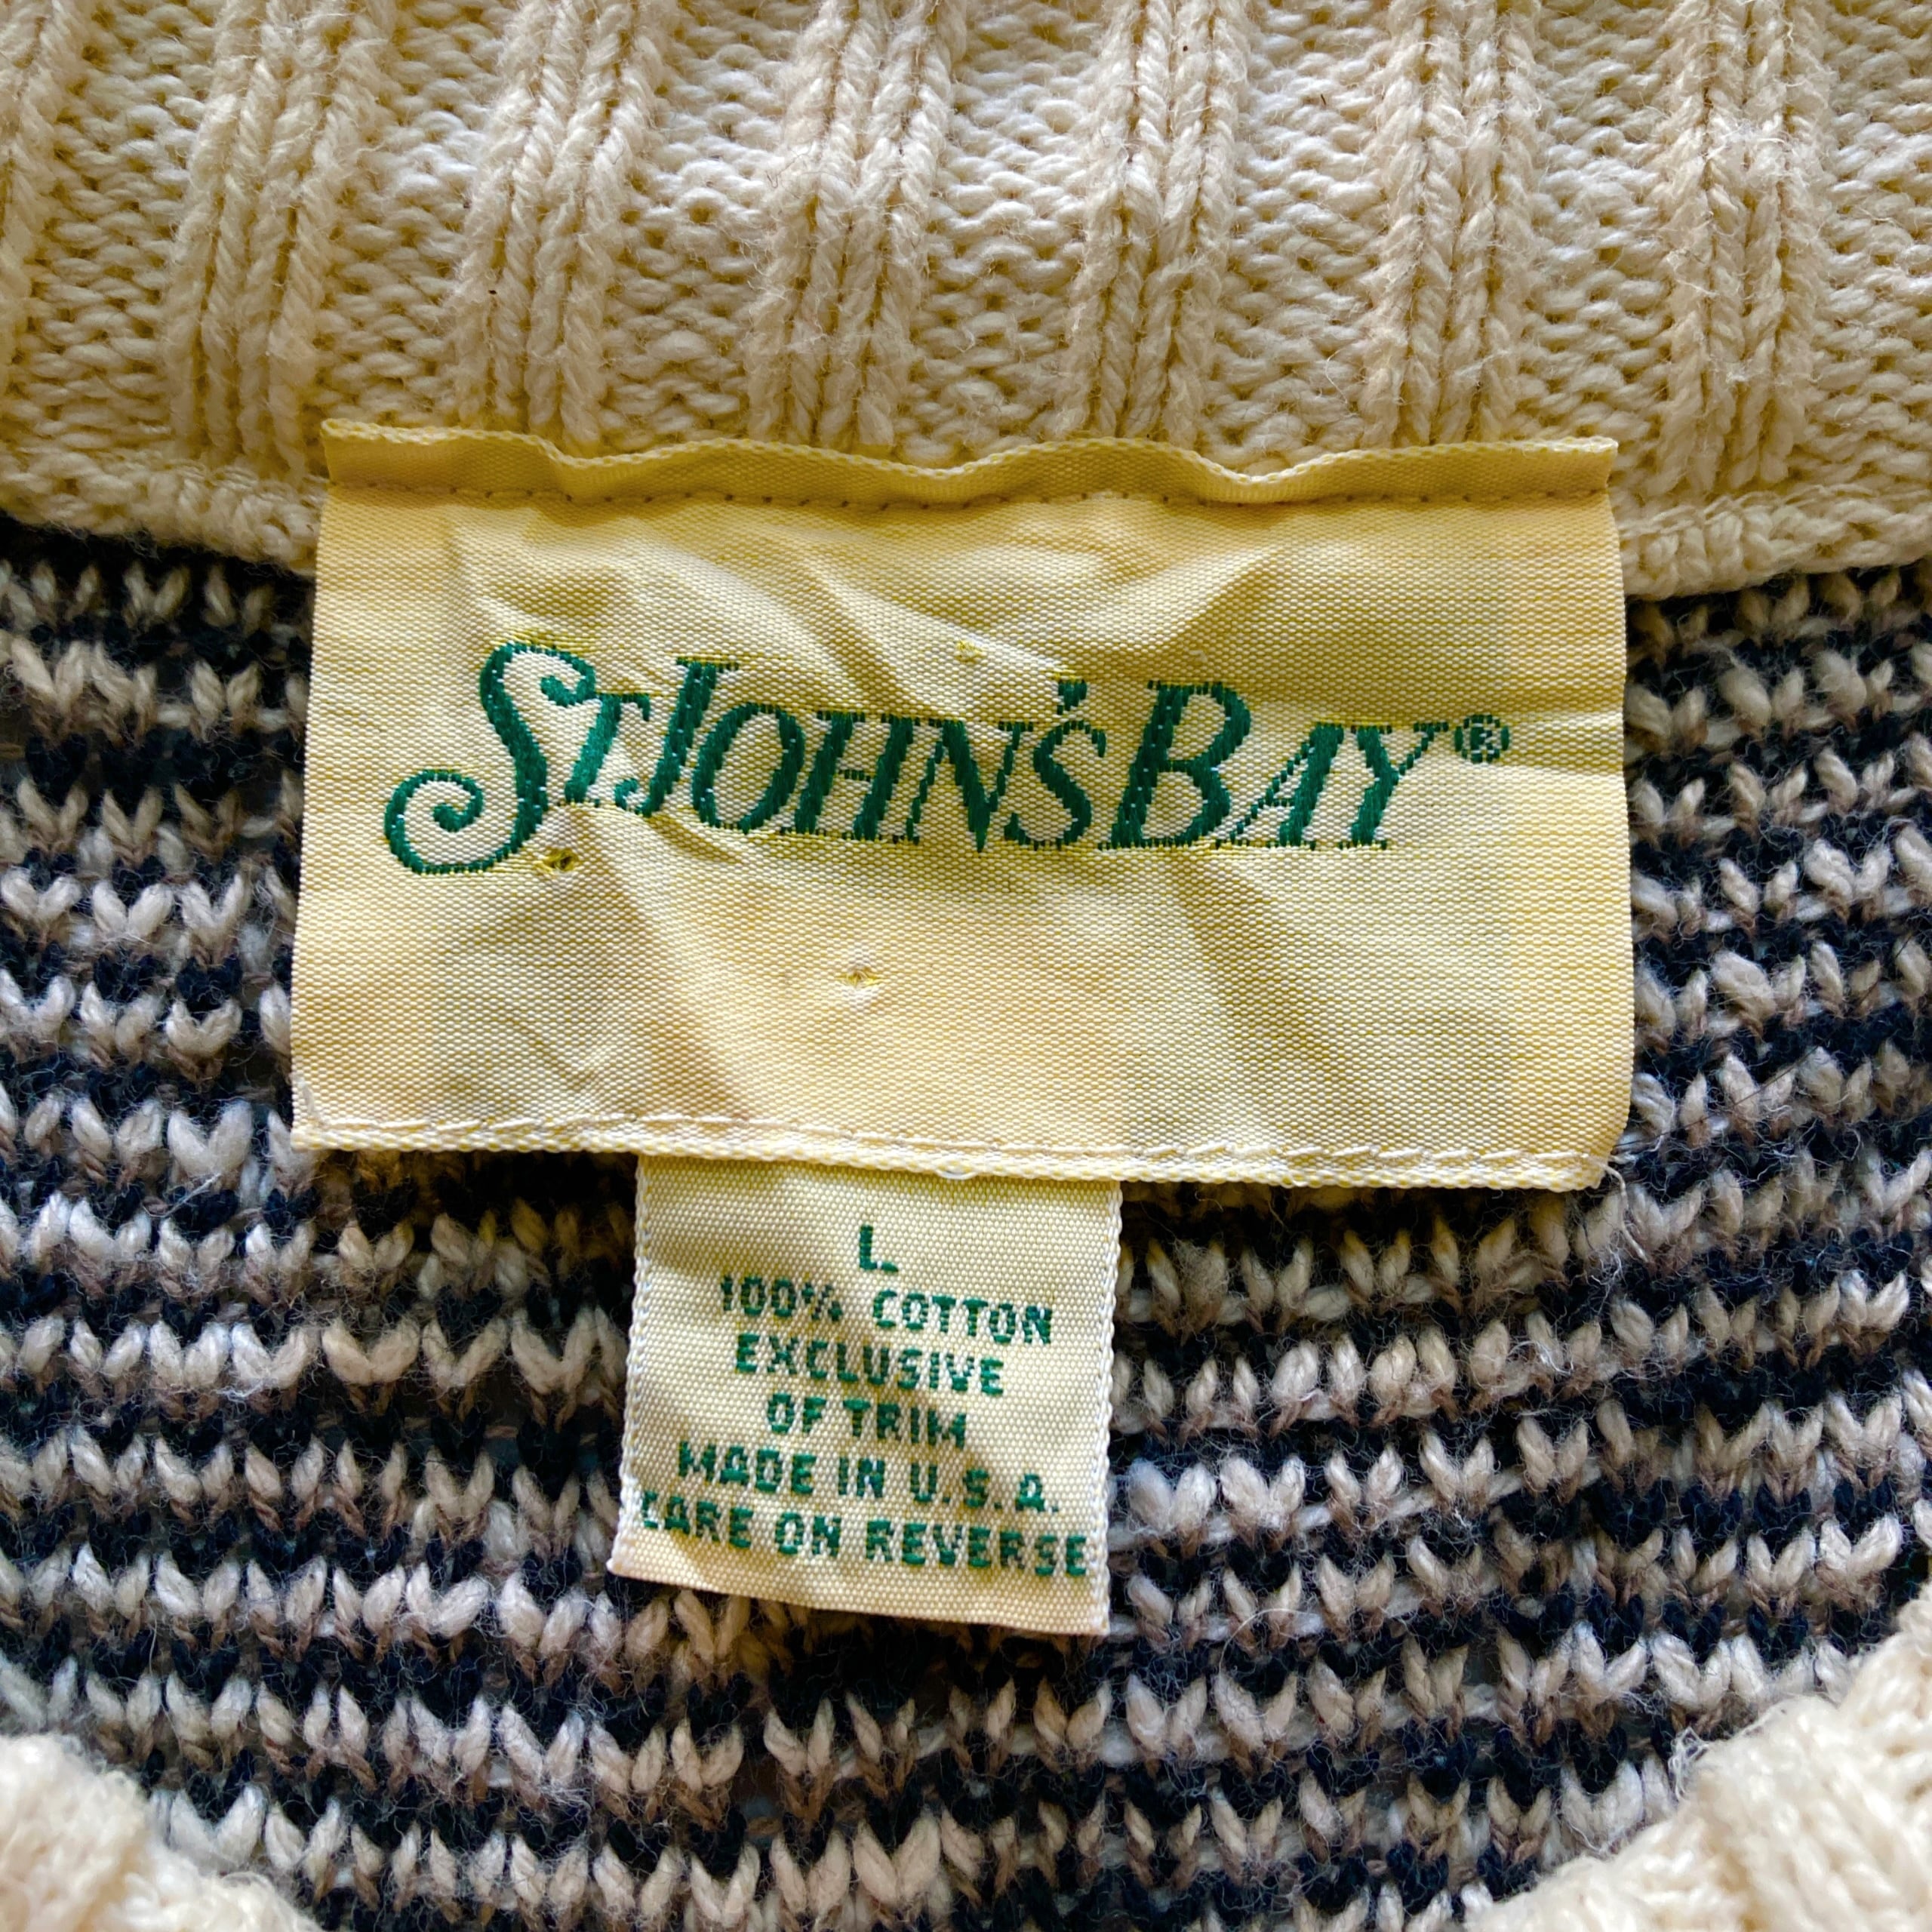 ST JOHN'S BAY®
L
100% COTTON
EXCLUSIVE
OF TRIM
MADE IN U.S.A.
CARE ON REVERSE